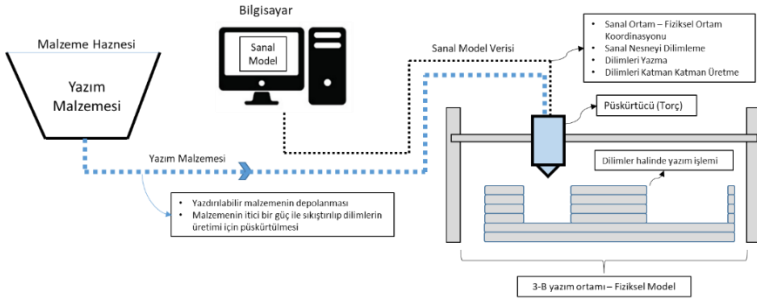 Bilgisayar
Malzeme Haznesi
Yazım
Malzemesi
Sanal
Model
Sanal Model Verisi
• Sanal Ortam – Fiziksel Ortam
Koordinasyonu
• Sanal Nesneyi Dilimleme
• Dilimleri Yazma
• Dilimleri Katman Katman Üretme
Püskürtücü (Torç)
Yazım Malzemesi
Dilimler halinde yazım işlemi
• Yazdırılabilir malzemenin depolanması
• Malzemenin itici bir güç ile sıkıştırılıp dilimlerin
üretimi için püskürtülmesi
3-B yazım ortamı – Fiziksel Model